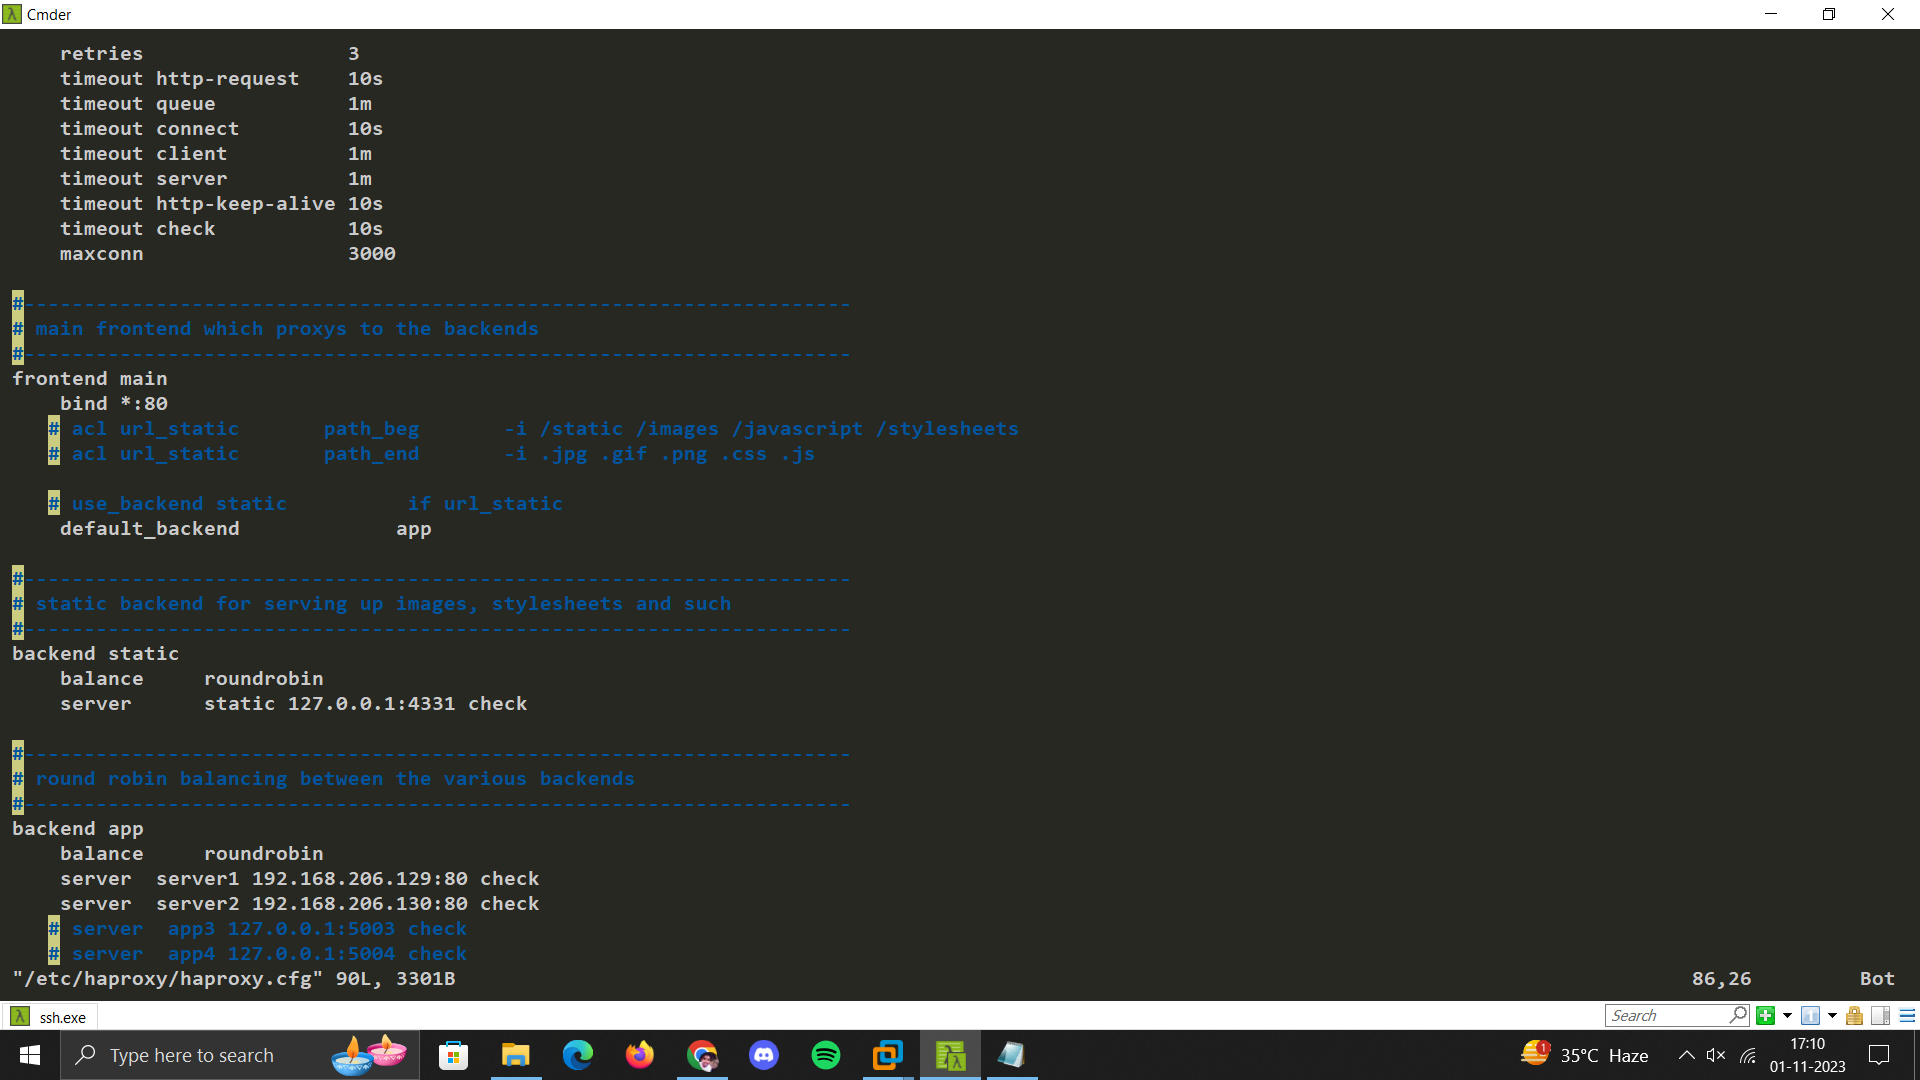 Cmder
retries 3
timeout http-request 10s
timeout queue 1m
timeout connect 10s
timeout client 1m
timeout server 1m
timeout http-keep-alive 10s
timeout check 10s
maxconn 3000
#---------------------------------------------------------------------
# main frontend which proxys to the backends
#---------------------------------------------------------------------
frontend main
bind *:80
# acl url_static path_beg -i /static /images /javascript /stylesheets
# acl url_static path_end -i .jpg .gif .png .css .js
# use_backend static if url_static
default_backend app
#---------------------------------------------------------------------
# static backend for serving up images, stylesheets and such
#---------------------------------------------------------------------
backend static
balance roundrobin
server static 127.0.0.1:4331 check
#---------------------------------------------------------------------
# round robin balancing between the various backends
#---------------------------------------------------------------------
backend app
balance roundrobin
server server1 192.168.206.129:80 check
server server2 192.168.206.130:80 check
# server app3 127.0.0.1:5003 check
# server app4 127.0.0.1:5004 check
"/etc/haproxy/haproxy.cfg" 90L, 3301B 86,26 Bot
ssh.exe Search
Type here to search 1 35°C Haze 17:10
01-11-2023